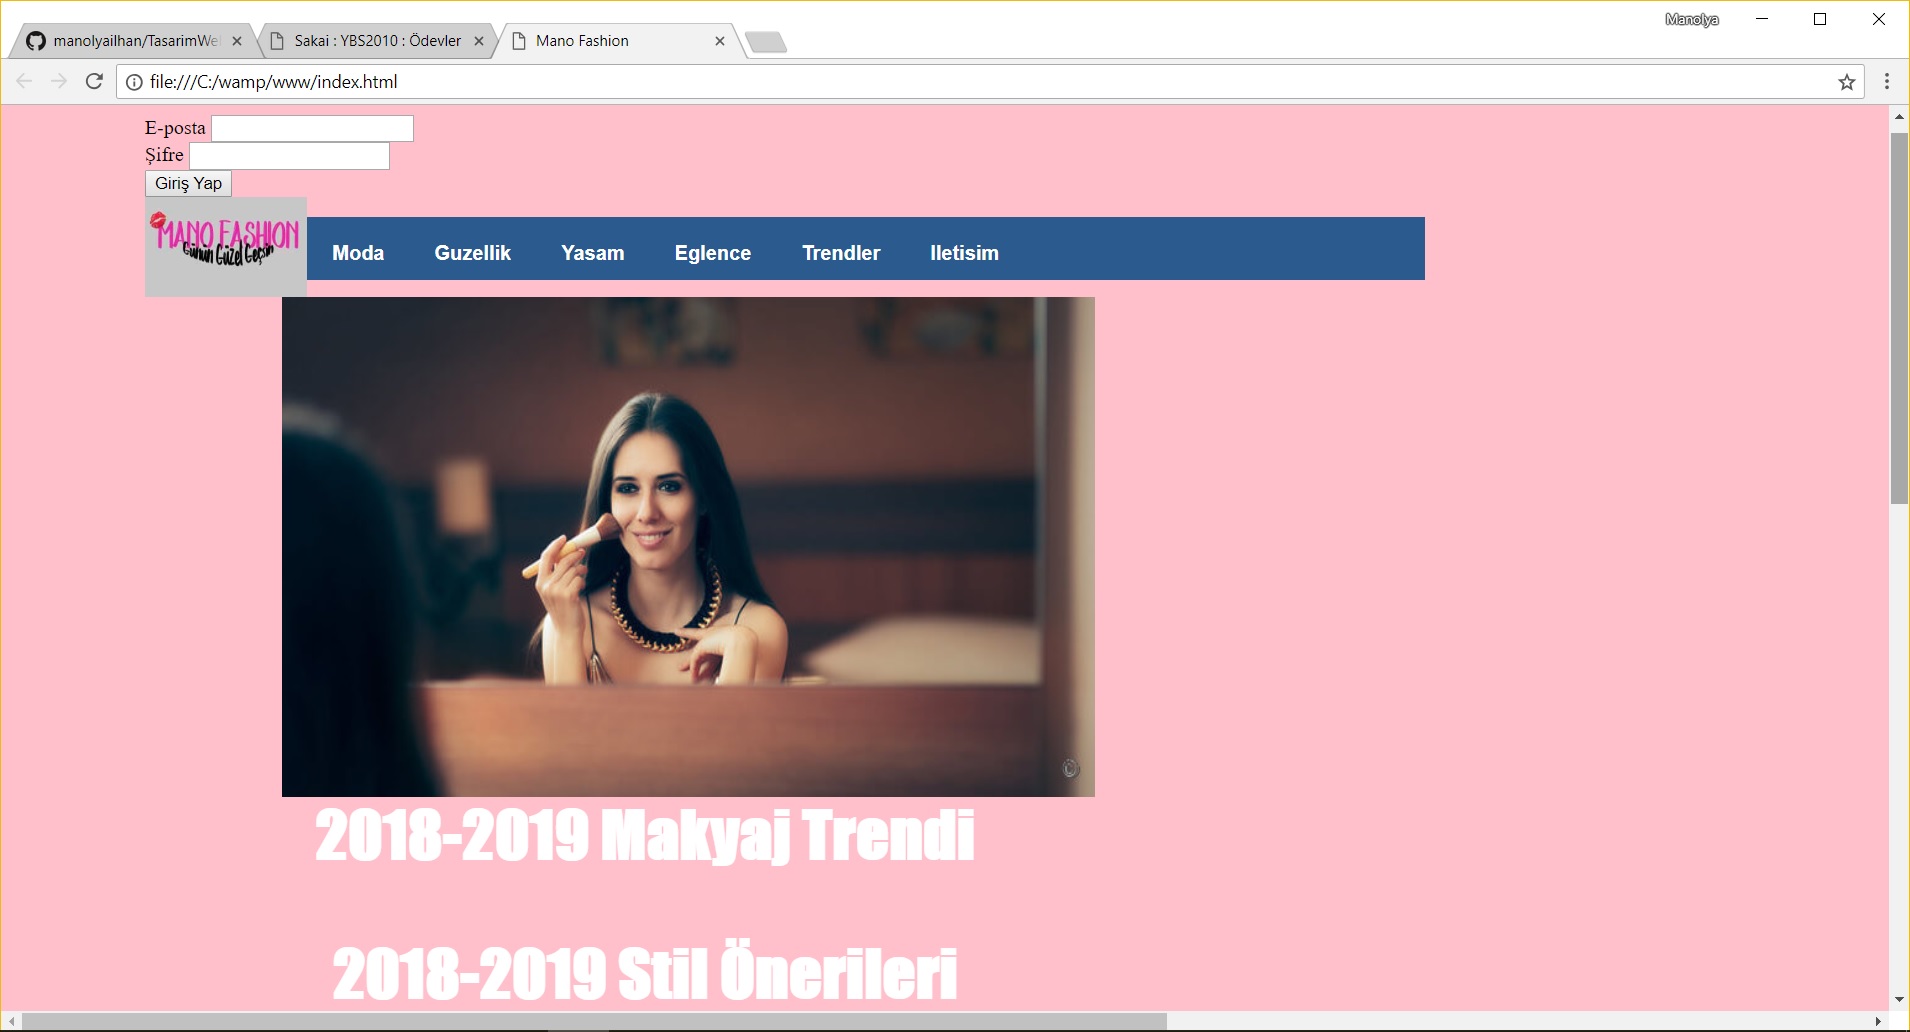 Manolya
manolyailhan/TasarimWe
Sakai : YBS2010 : Ödevler
Mano Fashion
file:///C:/wamp/www/index.html
E-posta
Şifre
Giriş Yap
MANO FASHION
Günün Güzel Geçsin
Moda Guzellik Yasam Eglence Trendler Iletisim
©
2018-2019 Makyaj Trendi
2018-2019 Stil Önerileri